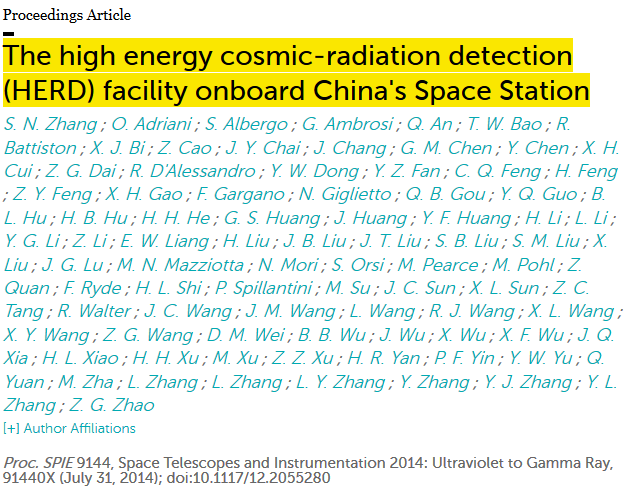 Proceedings Article
The high energy cosmic-radiation detection
(HERD) facility onboard China's Space Station
S. N. Zhang ; O. Adriani ; S. Albergo ; G. Ambrosi ; Q. An ; T. W. Bao ; R.
Battiston ; X. J. Bi ; Z. Cao ; J. Y. Chai ; J. Chang ; G. M. Chen ; Y. Chen ; X. H.
Cui ; Z. G. Dai ; R. D'Alessandro ; Y. W. Dong ; Y. Z. Fan ; C. Q. Feng ; H. Feng
; Z. Y. Feng ; X. H. Gao ; F. Gargano ; N. Giglietto ; Q. B. Gou ; Y. Q. Guo ; B.
L. Hu ; H. B. Hu ; H. H. He ; G. S. Huang ; J. Huang ; Y. F. Huang ; H. Li ; L. Li ;
Y. G. Li ; Z. Li ; E. W. Liang ; H. Liu ; J. B. Liu ; J. T. Liu ; S. B. Liu ; S. M. Liu ; X.
Liu ; J. G. Lu ; M. N. Mazziotta ; N. Mori ; S. Orsi ; M. Pearce ; M. Pohl ; Z.
Quan ; F. Ryde ; H. L. Shi ; P. Spillantini ; M. Su ; J. C. Sun ; X. L. Sun ; Z. C.
Tang ; R. Walter ; J. C. Wang ; J. M. Wang ; L. Wang ; R. J. Wang ; X. L. Wang ;
X. Y. Wang ; Z. G. Wang ; D. M. Wei ; B. B. Wu ; J. Wu ; X. Wu ; X. F. Wu ; J. Q.
Xia ; H. L. Xiao ; H. H. Xu ; M. Xu ; Z. Z. Xu ; H. R. Yan ; P. F. Yin ; Y. W. Yu ; Q.
Yuan ; M. Zha ; L. Zhang ; L. Zhang ; L. Y. Zhang ; Y. Zhang ; Y. J. Zhang ; Y. L.
Zhang ; Z. G. Zhao
[+] Author Affiliations
Proc. SPIE 9144, Space Telescopes and Instrumentation 2014: Ultraviolet to Gamma Ray,
91440X (July 31, 2014); doi:10.1117/12.2055280